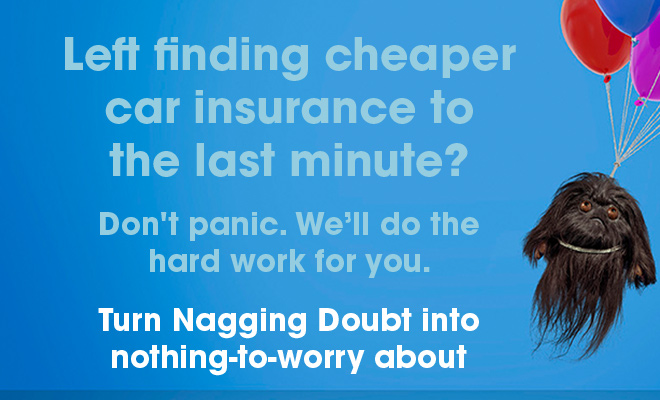 Left finding cheaper
car insurance to
the last minute?
Don't panic. We’ll do the
hard work for you.
Turn Nagging Doubt into
nothing-to-worry about